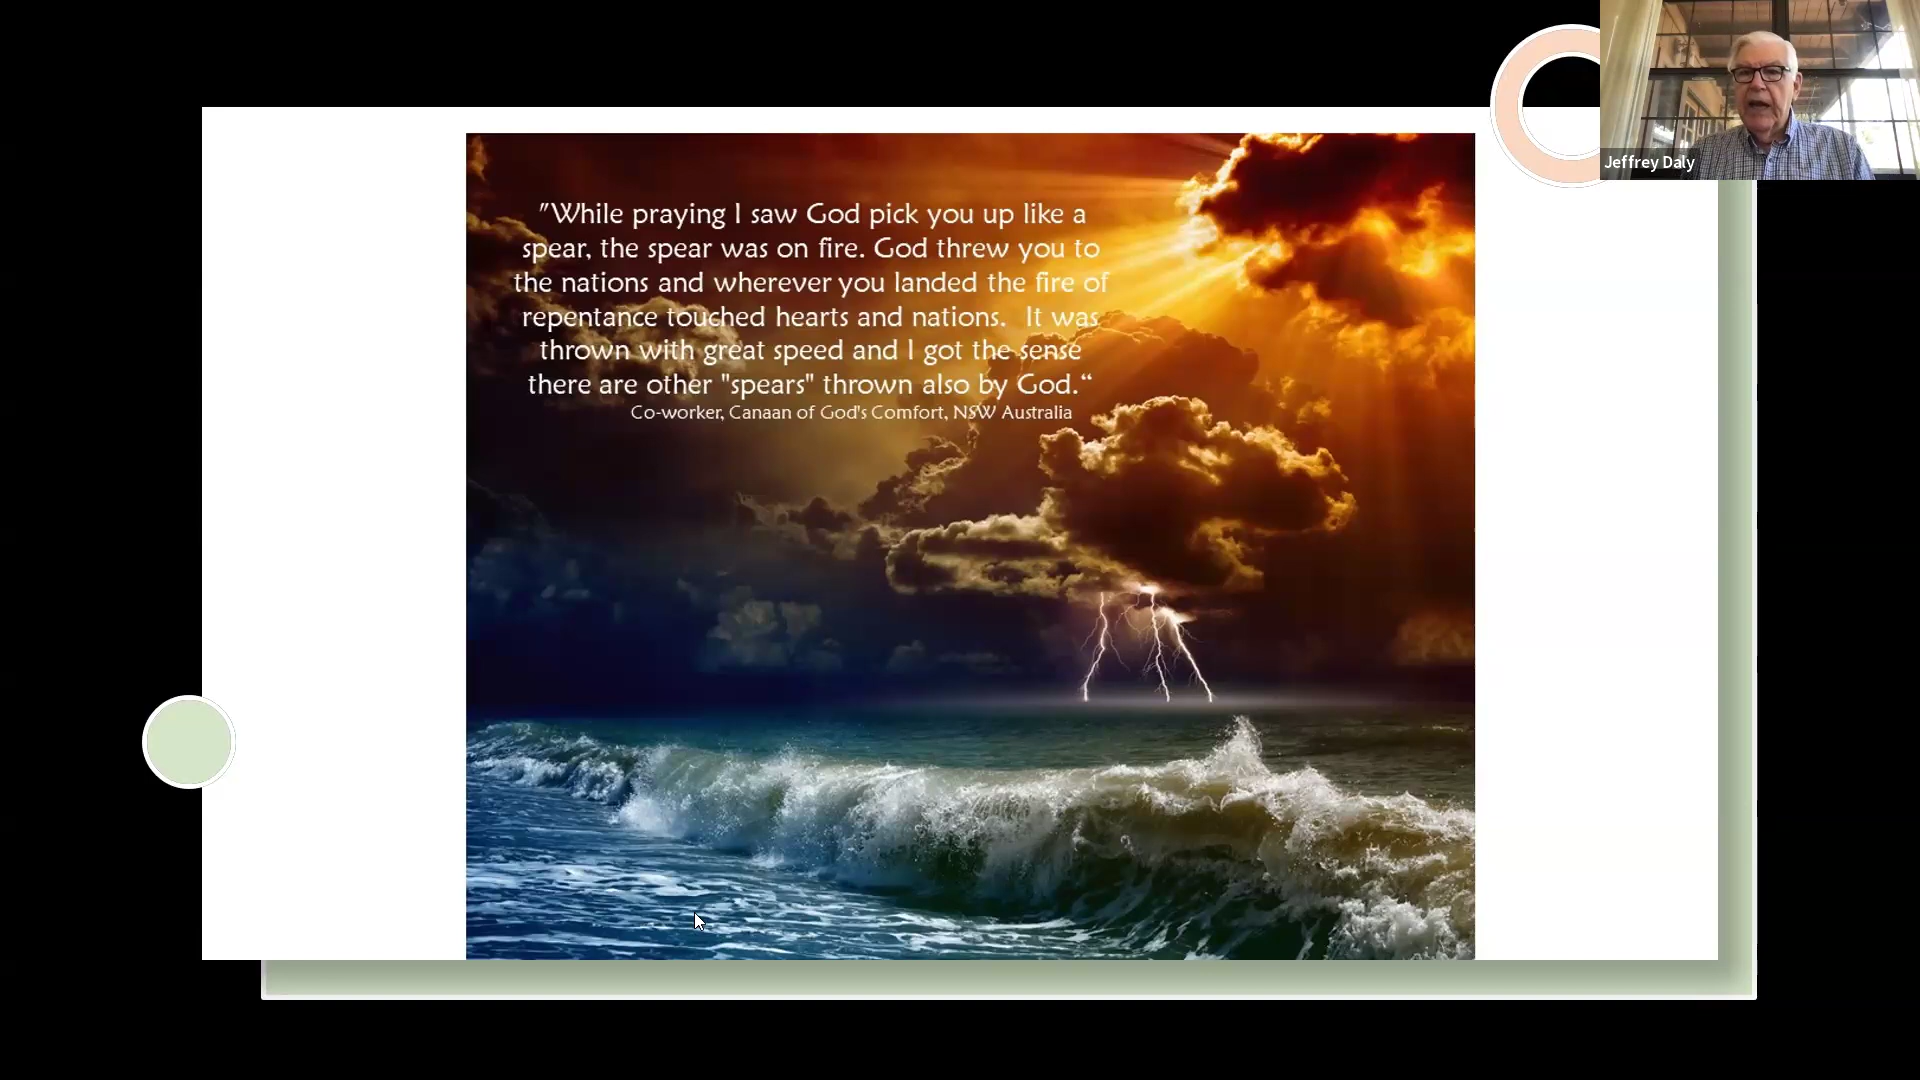 "While praying I saw God pick you up like a
spear, the spear was on fire. God threw you to
the nations and wherever you landed the fire of
repentance touched hearts and nations.  It was
thrown with great speed and I got the sense
there are other "spears" thrown also by God.“
Co-worker, Canaan of God's Comfort, NSW Australia
Jeffrey Daly